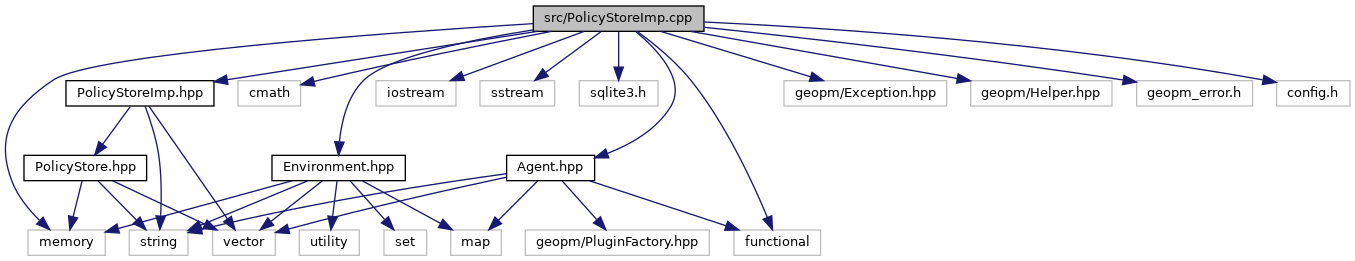 src/PolicyStoreImp.cpp
PolicyStoreImp.hpp
cmath
iostream
sstream
sqlite3.h
geopm/Exception.hpp
geopm/Helper.hpp
geopm_error.h
config.h
PolicyStore.hpp
Environment.hpp
Agent.hpp
memory
string
vector
utility
set
map
geopm/PluginFactory.hpp
functional